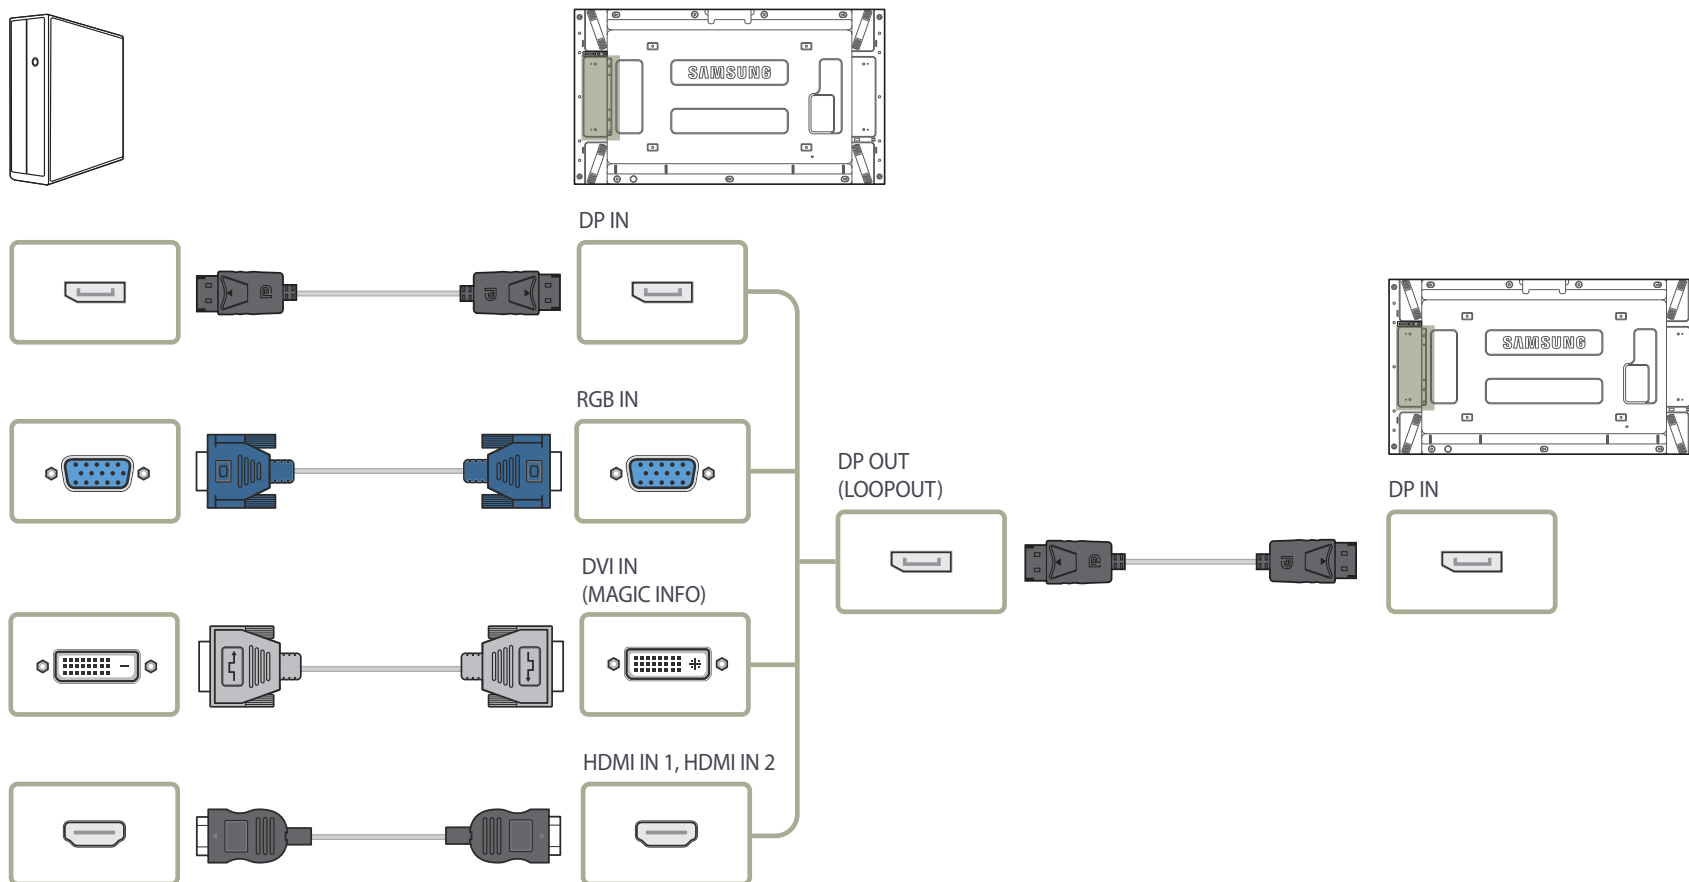 SAMSUNG
DP IN
SAMSUNG
RGB IN
DP OUT
(LOOPOUT)
DP IN
DVI IN
(MAGIC INFO)
HDMI IN 1, HDMI IN 2